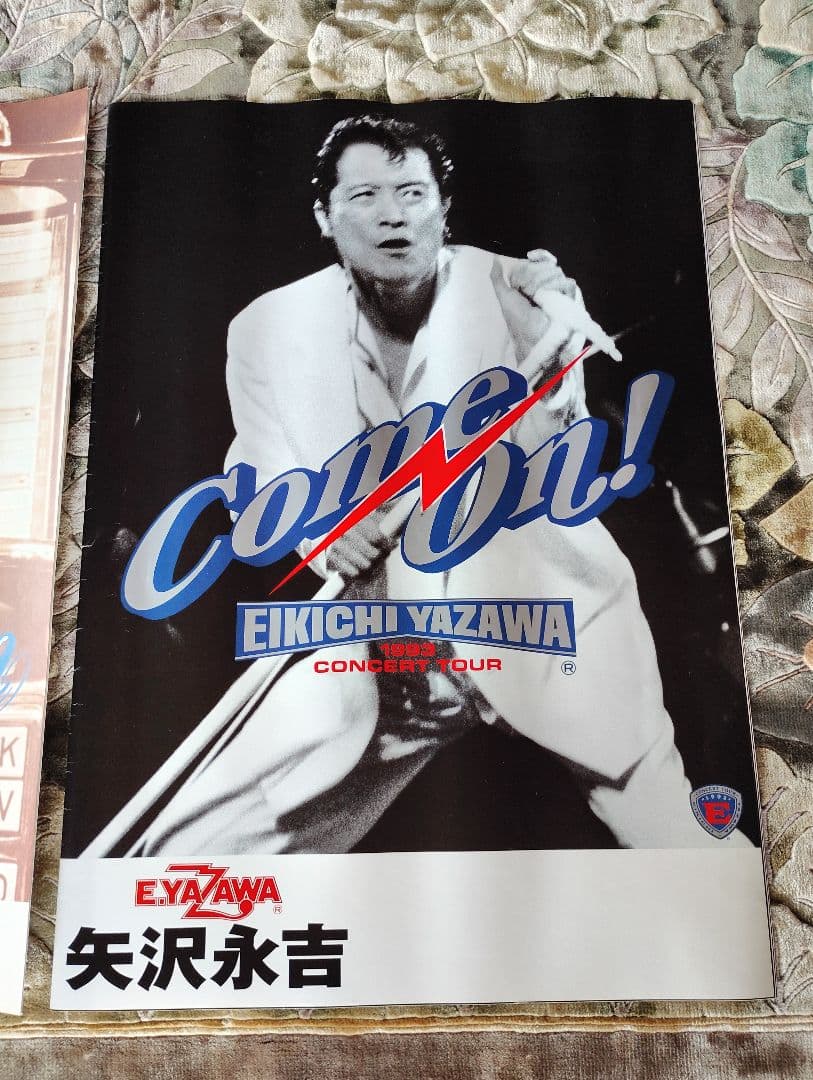 Come On!
EIKICHI YAZAWA
1993
CONCERT TOUR
®
E
E.YAZAWA
®
矢沢永吉
K